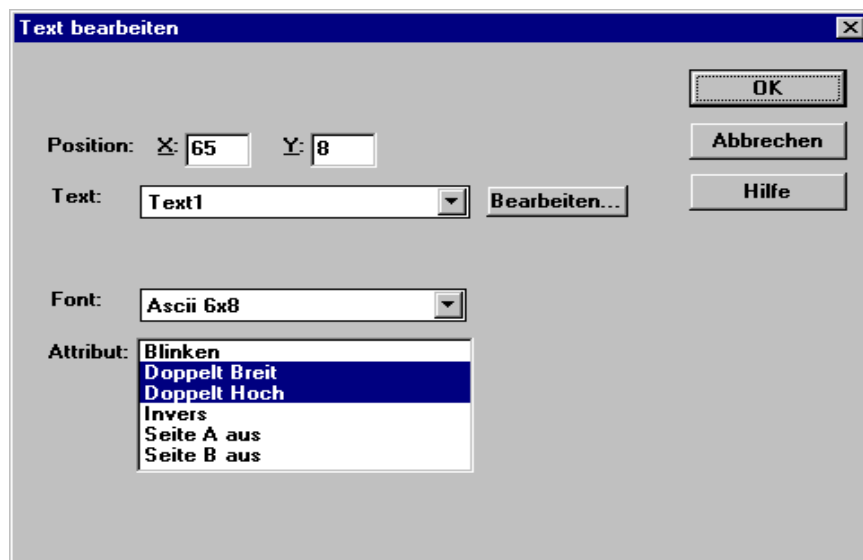 Text bearbeiten
OK
Position: X: 65 Y: 8
Abbrechen
Text: Text1 Bearbeiten...
Hilfe
Font: Ascii 6x8
Attribut: Blinken
Doppelt Breit
Doppelt Hoch
Invers
Seite A aus
Seite B aus